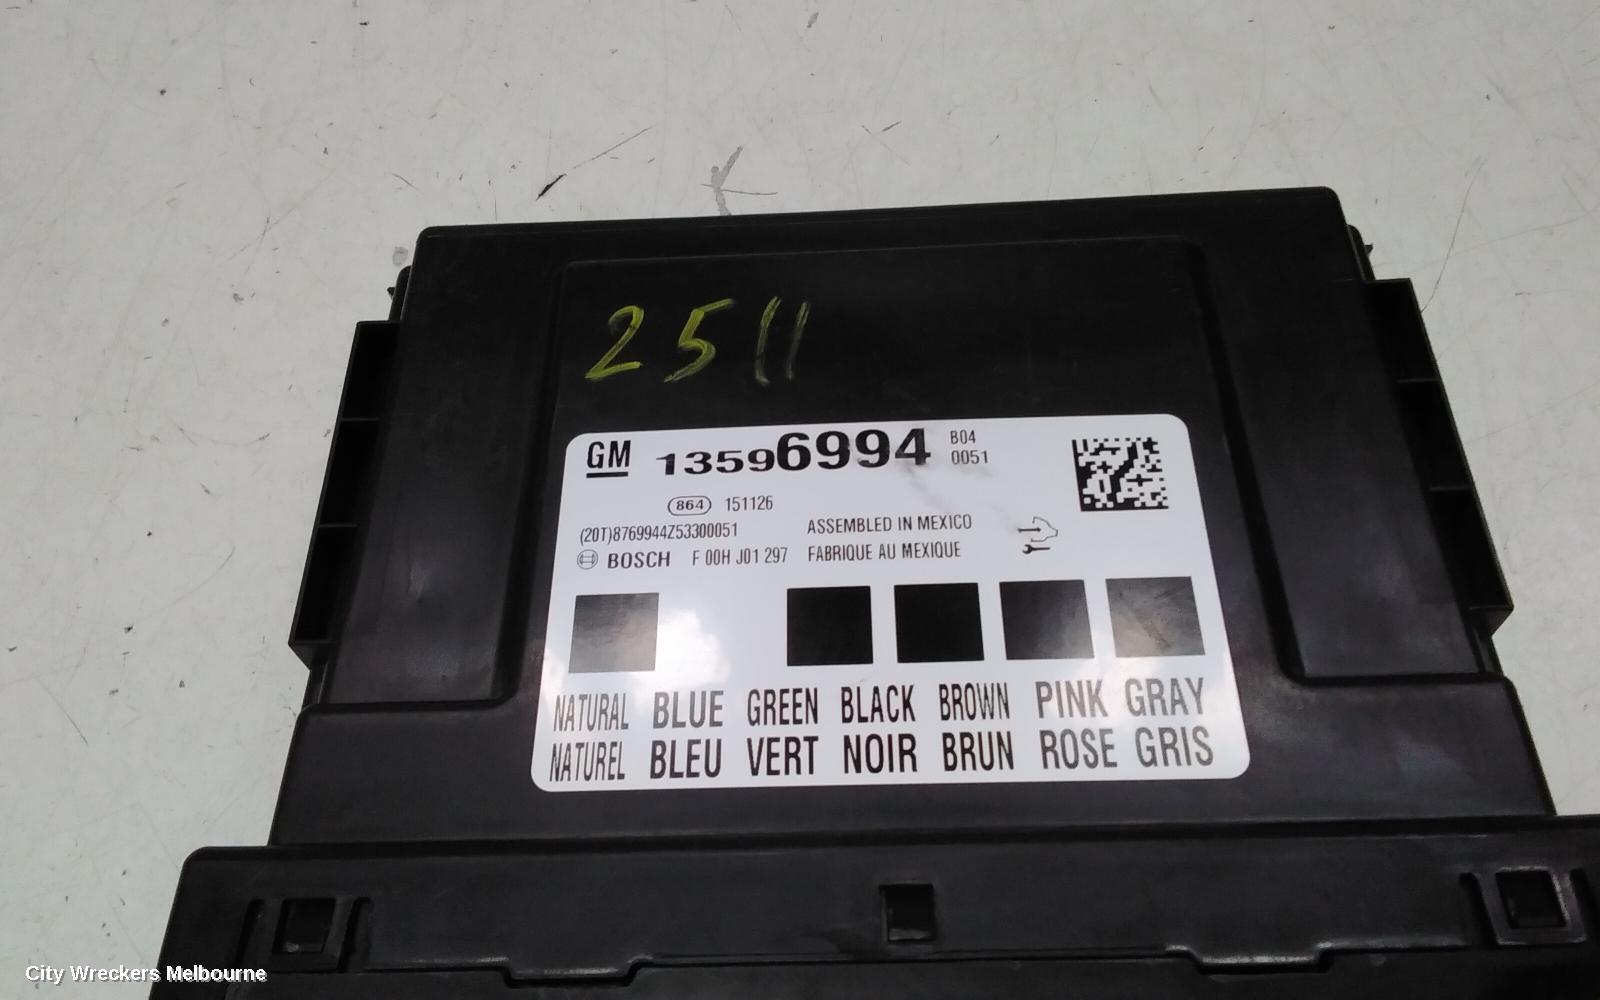 2511
GM 13596994 B04
0051
864 151126
(20T)8769944Z53300051 ASSEMBLED IN MEXICO
BOSCH F 00H J01 297 FABRIQUE AU MEXIQUE
NATURAL BLUE GREEN BLACK BROWN PINK GRAY
NATUREL BLEU VERT NOIR BRUN ROSE GRIS
City Wreckers Melbourne